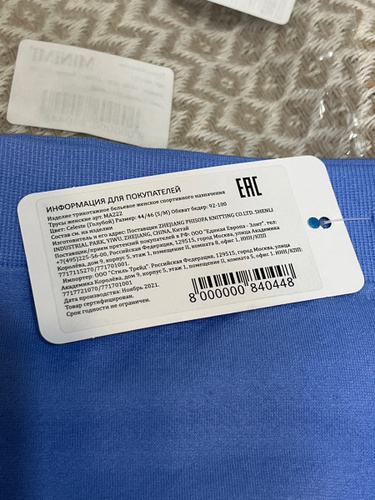 MINIMI
ИНФОРМАЦИЯ ДЛЯ ПОКУПАТЕЛЕЙ
EAC
Изделие трикотажное бельевое женское спортивного назначения
Трусы женские арт. MA222
Цвет: Celeste (Голубой) Размер: 44/46 (S/M) Обхват бедер: 92-100
Состав см. на изделии
Изготовитель и его адрес: Поставщик ZHEJIANG PHISOFA KNITTING CO.LTD. SHENLI
INDUSTRIAL PARK, YIWU, ZHEJIANG, CHINA, Китай
Поставщик/прием претензий покупателей в РФ: ООО "Единая Европа - Элит", тел:
+7(495)125-56-00, Российская Федерация, 129515, город Москва, улица Академика
Королёва, дом 9, корпус 5, этаж 1, помещение II, комната 8, офис 1. ИНН/КПП
7717115270/771701001.
Импортер: ООО "Стиль Трейд". Российская Федерация, 129515, город Москва, улица
Академика Королёва, дом 9, корпус 5, этаж 1, помещение II, комната 5, офис 1. ИНН/КПП:
7717721070/771701001
Дата производства: Ноябрь 2021.
Товар сертифицирован.
Срок годности не ограничен.
8 000000 840448